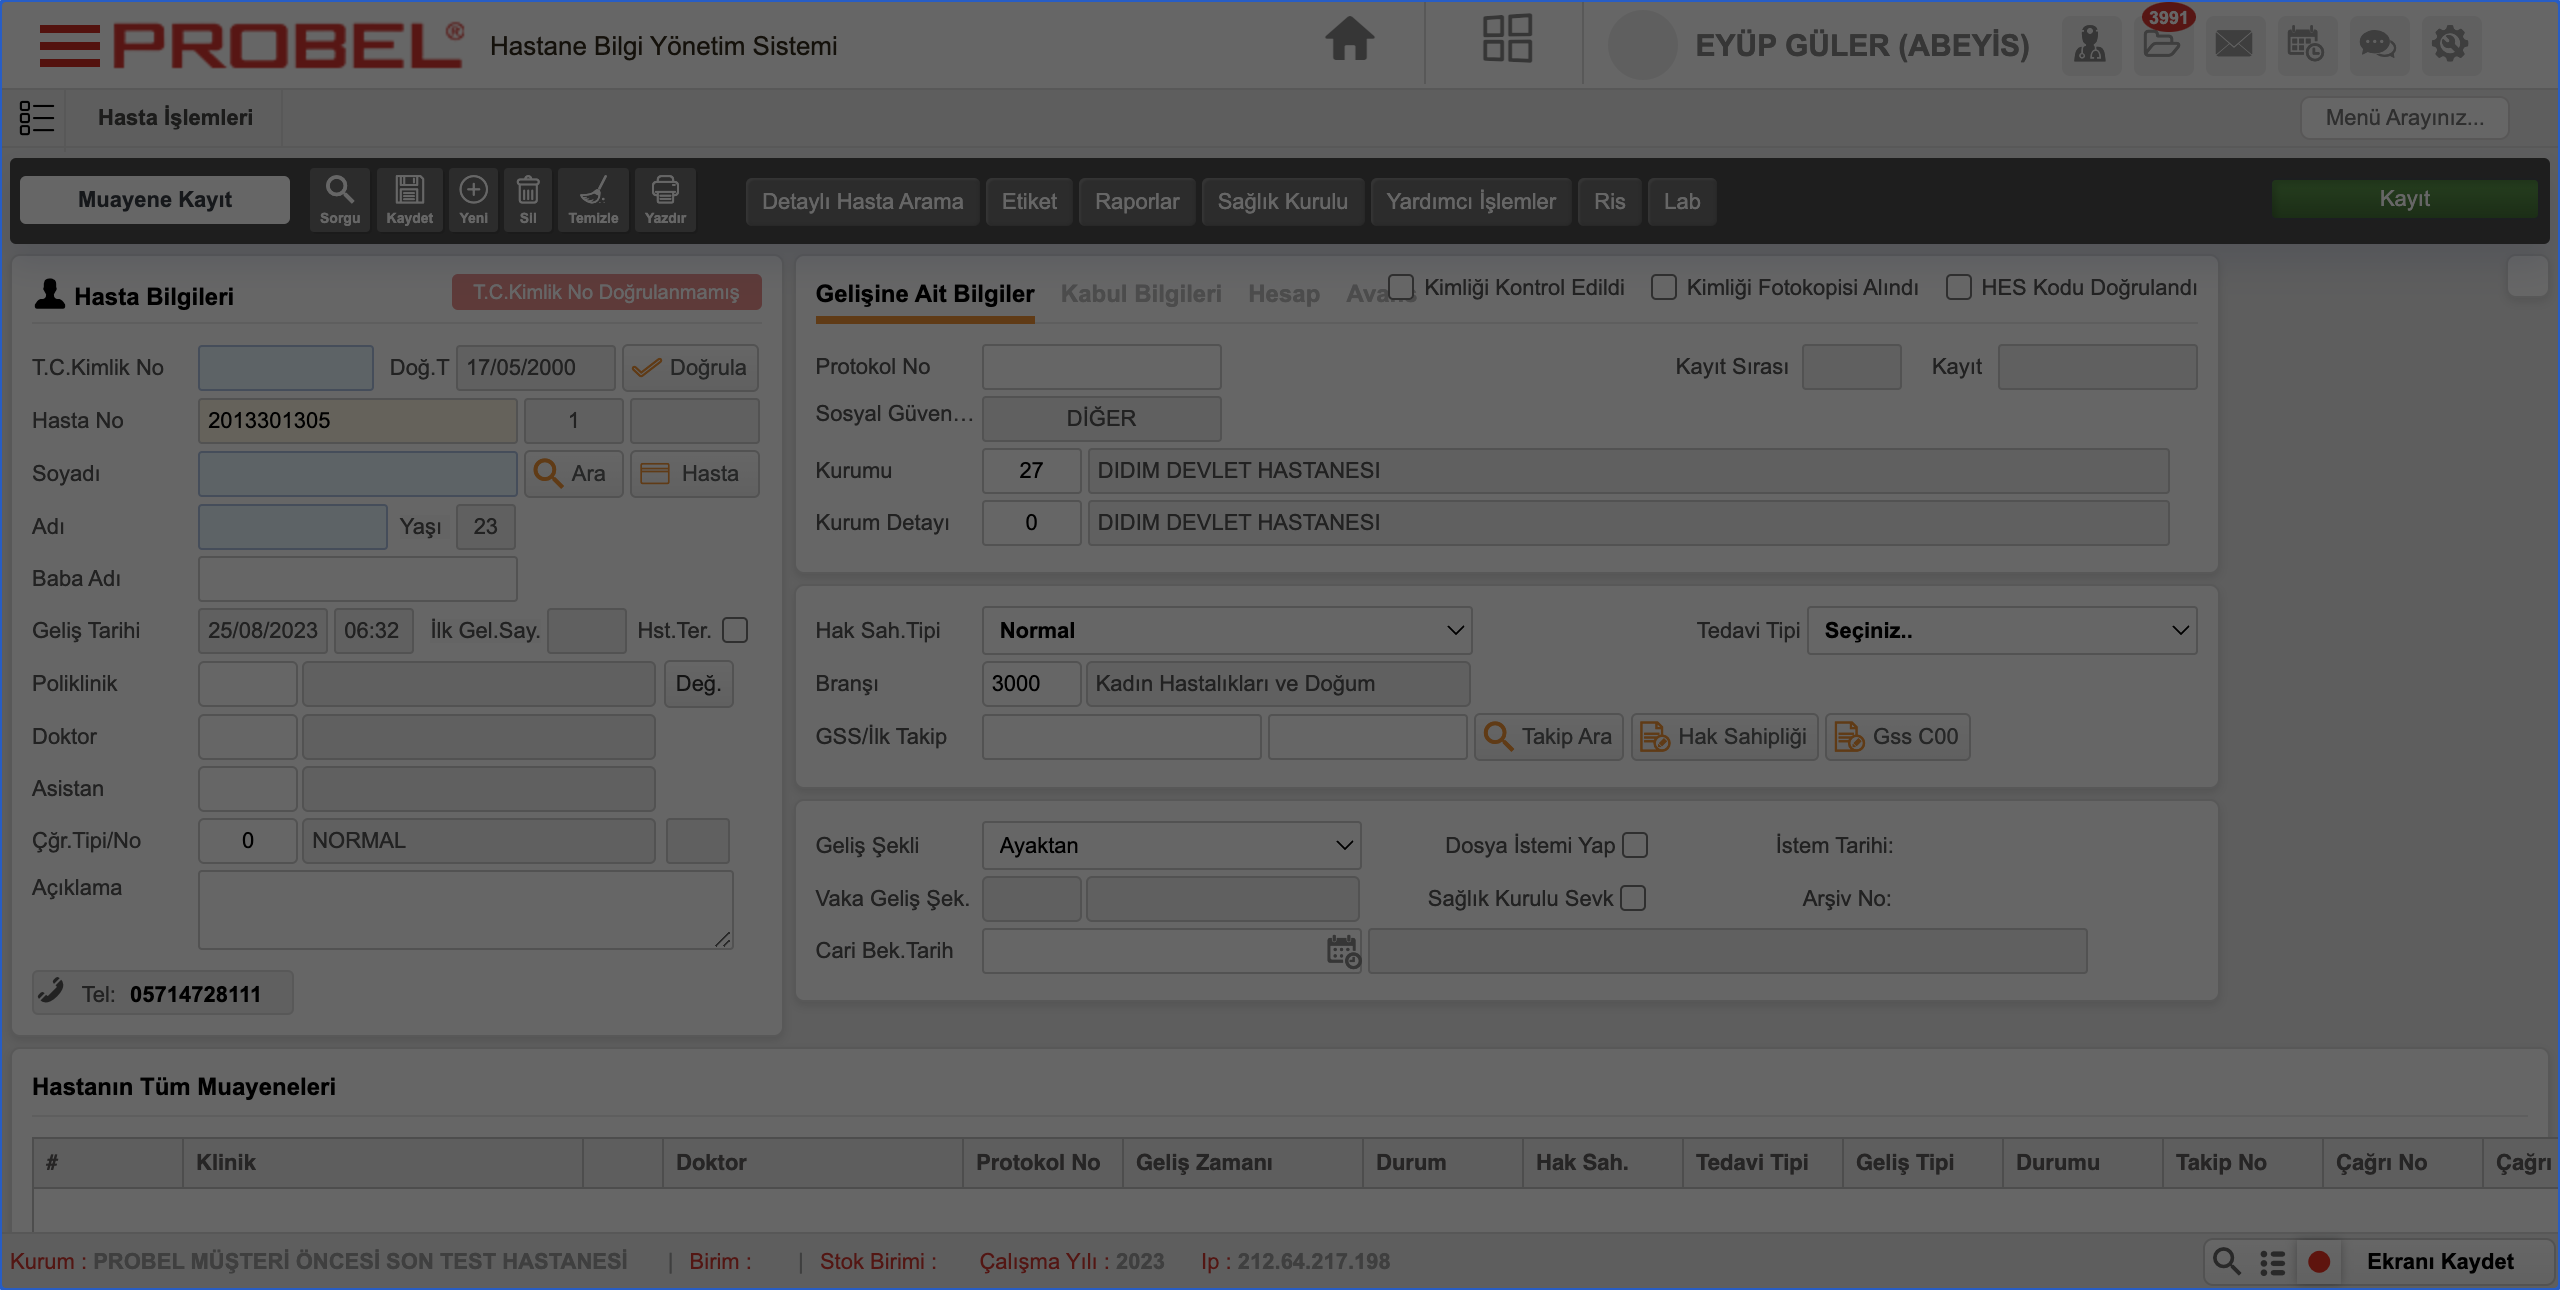 PROBEL® Hastane Bilgi Yönetim Sistemi EYÜP GÜLER (ABEYİS) 3991
Hasta İşlemleri Menü Arayınız...
Muayene Kayıt Sorgu Kaydet Yeni Sil Temizle Yazdır Detaylı Hasta Arama Etiket Raporlar Sağlık Kurulu Yardımcı İşlemler Ris Lab Kayıt
Hasta Bilgileri T.C.Kimlik No Doğrulanmamış
T.C.Kimlik No Doğ.T 17/05/2000 Doğrula
Hasta No 2013301305 1
Soyadı Ara Hasta
Adı Yaşı 23
Baba Adı
Geliş Tarihi 25/08/2023 06:32 İlk Gel.Say. Hst.Ter.
Poliklinik Değ.
Doktor
Asistan
Çğr.Tipi/No 0 NORMAL
Açıklama
Tel: 05714728111
Gelişine Ait Bilgiler Kabul Bilgileri Hesap Avans Kimliği Kontrol Edildi Kimliği Fotokopisi Alındı HES Kodu Doğrulandı
Protokol No Kayıt Sırası Kayıt
Sosyal Güven... DİĞER
Kurumu 27 DIDIM DEVLET HASTANESI
Kurum Detayı 0 DIDIM DEVLET HASTANESI
Hak Sah.Tipi Normal Tedavi Tipi Seçiniz..
Branşı 3000 Kadın Hastalıkları ve Doğum
GSS/İlk Takip Takip Ara Hak Sahipliği Gss C00
Geliş Şekli Ayaktan Dosya İstemi Yap İstem Tarihi:
Vaka Geliş Şek. Sağlık Kurulu Sevk Arşiv No:
Cari Bek.Tarih
Hastanın Tüm Muayeneleri
# Klinik Doktor Protokol No Geliş Zamanı Durum Hak Sah. Tedavi Tipi Geliş Tipi Durumu Takip No Çağrı No Çağrı
Kurum : PROBEL MÜŞTERİ ÖNCESİ SON TEST HASTANESİ | Birim : | Stok Birimi : Çalışma Yılı : 2023 Ip : 212.64.217.198 Ekranı Kaydet